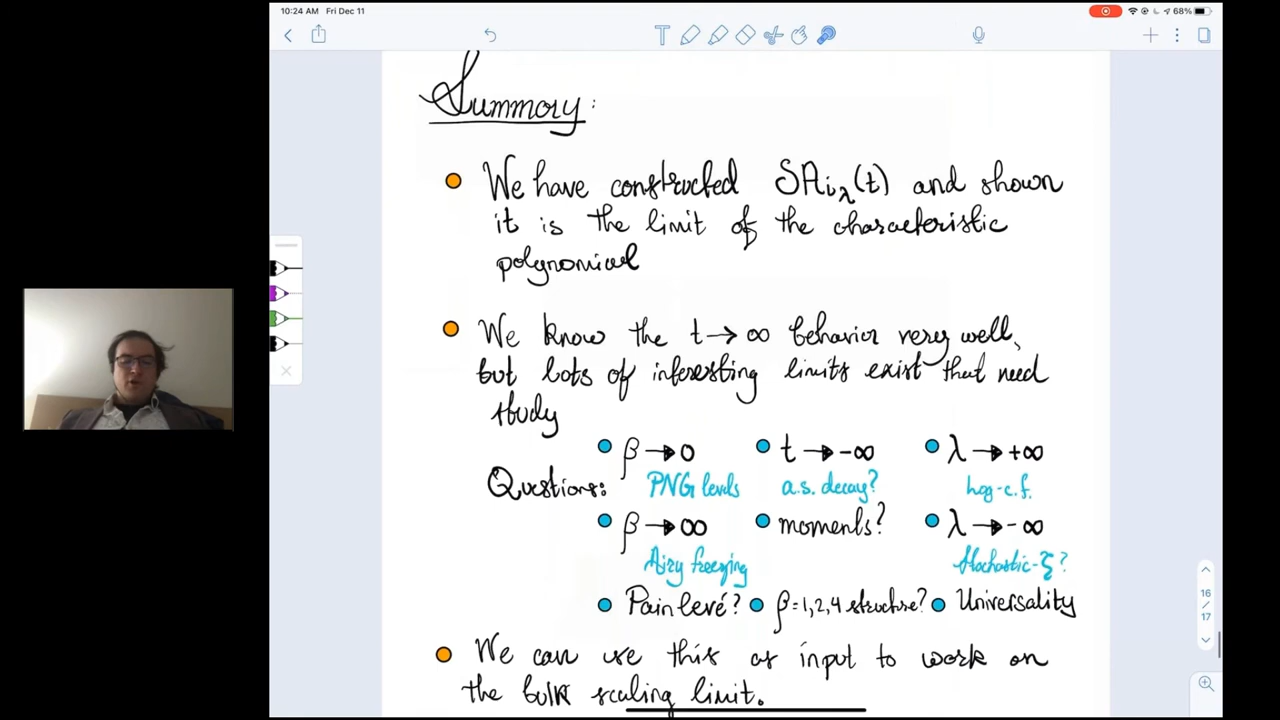 10:24 AM Fri Dec 11
68%
Summary:
We have constructed SAi_λ(t) and shown
it is the limit of the characteristic
polynomial
We know the t → ∞ behavior very well,
but lots of interesting limits exist that need
study
Questions:
β → 0
t → -∞
λ → +∞
PNG levels
a.s. decay?
log-c.f.
β → ∞
moments?
λ → -∞
Airy freezing
Stochastic-ζ?
Painlevé?
β=1,2,4 structure?
Universality
We can use this as input to work on
the bulk scaling limit.
16
/
17